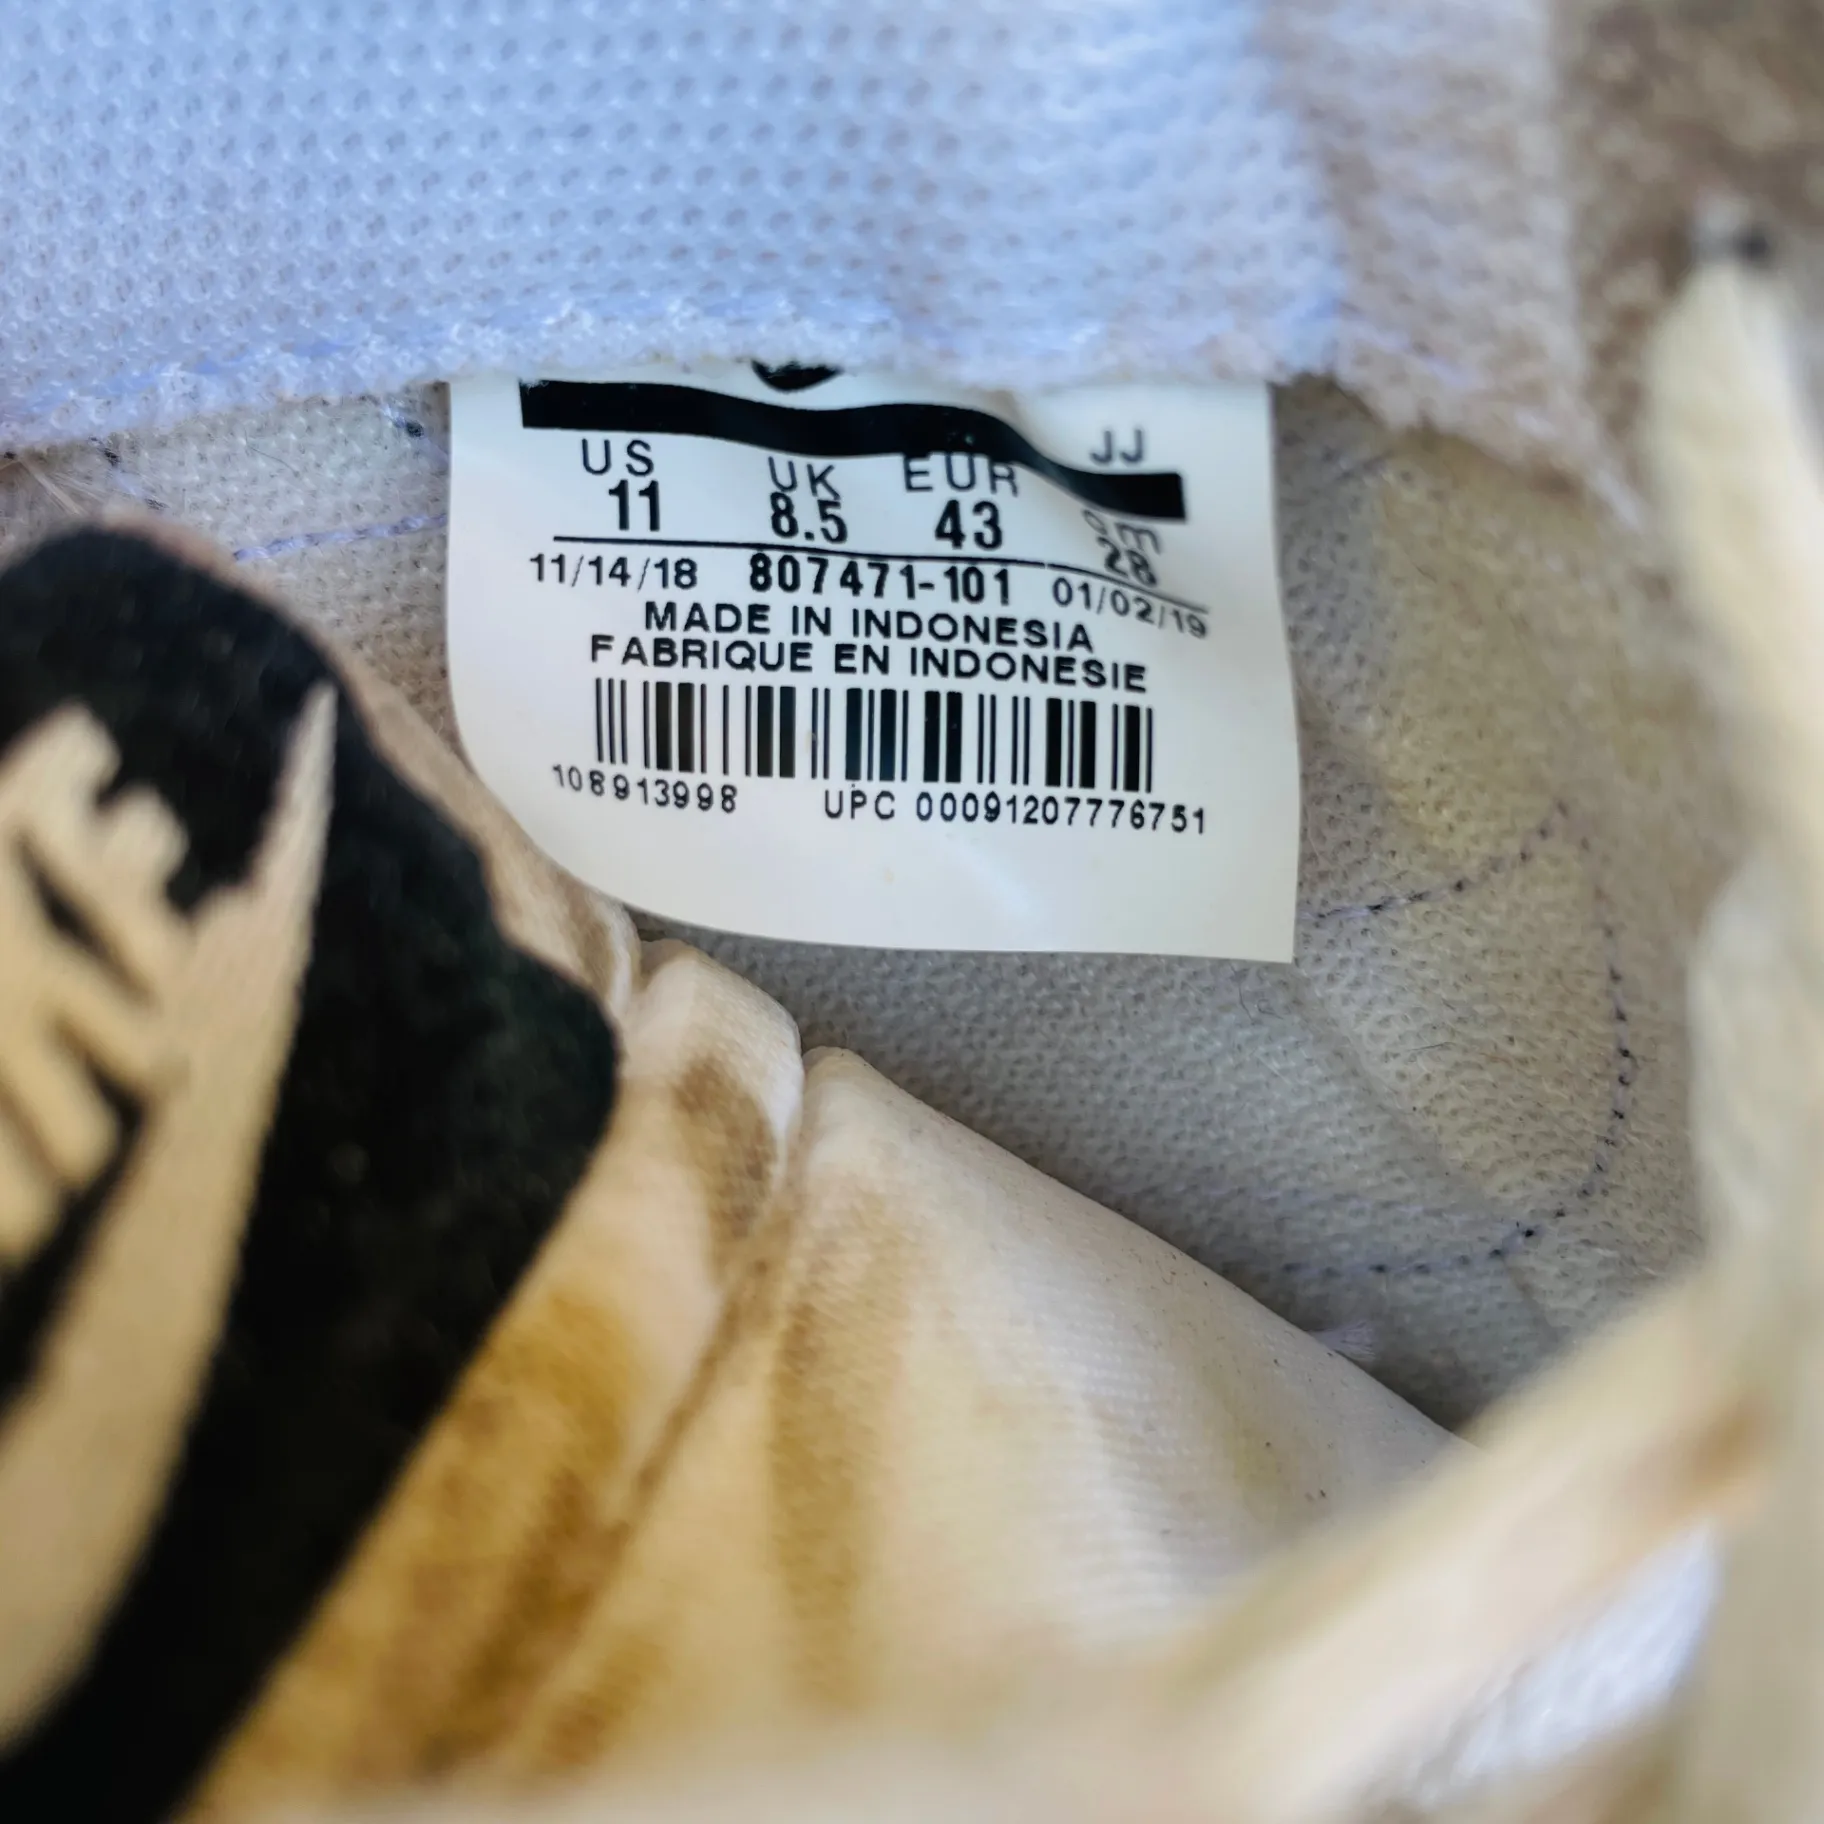 JJ
US UK EUR cm
11 8.5 43 28
11/14/18 807471-101 01/02/19
MADE IN INDONESIA
FABRIQUE EN INDONESIE
108913998 UPC 00091207776751